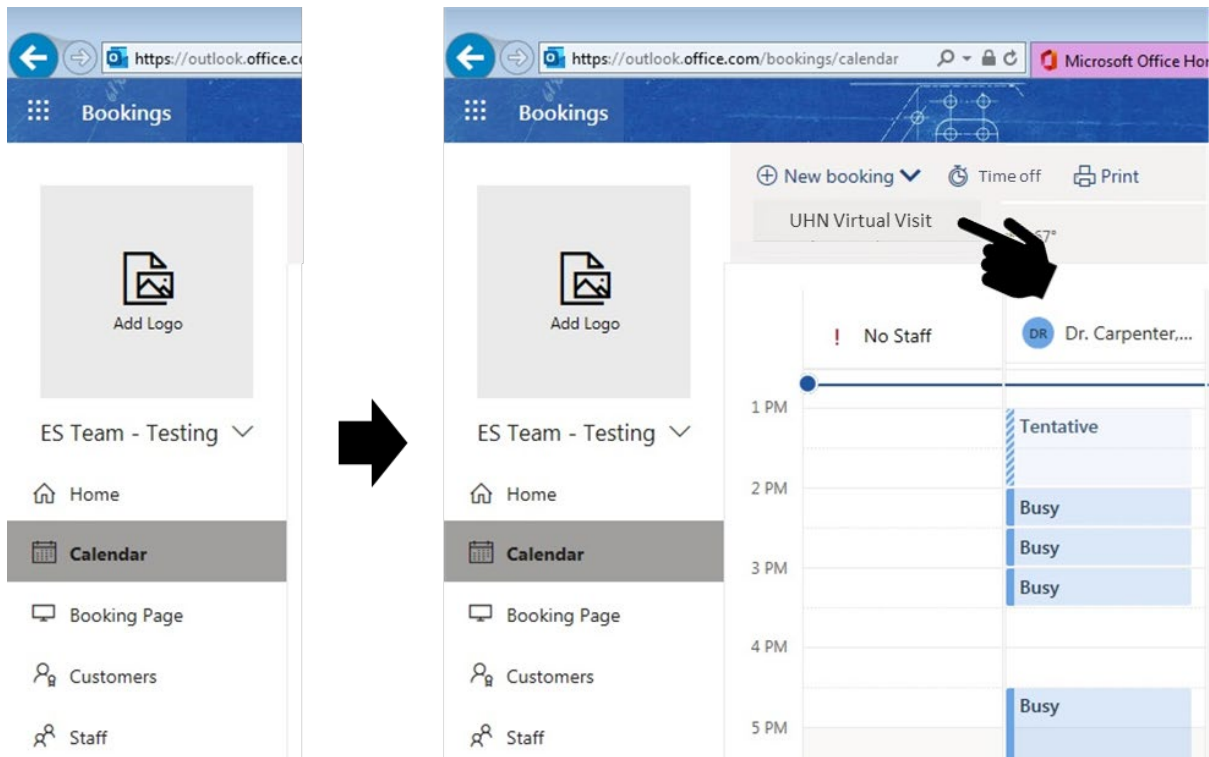 https://outlook.office.c
Bookings
Add Logo
ES Team - Testing
Home
Calendar
Booking Page
Customers
Staff
https://outlook.office.com/bookings/calendar
Microsoft Office Hor
Bookings
New booking
Time off
Print
UHN Virtual Visit
67°
Add Logo
! No Staff
DR Dr. Carpenter,...
ES Team - Testing
1 PM
Tentative
Home
2 PM
Busy
Calendar
Busy
3 PM
Busy
Booking Page
4 PM
Customers
Busy
5 PM
Staff